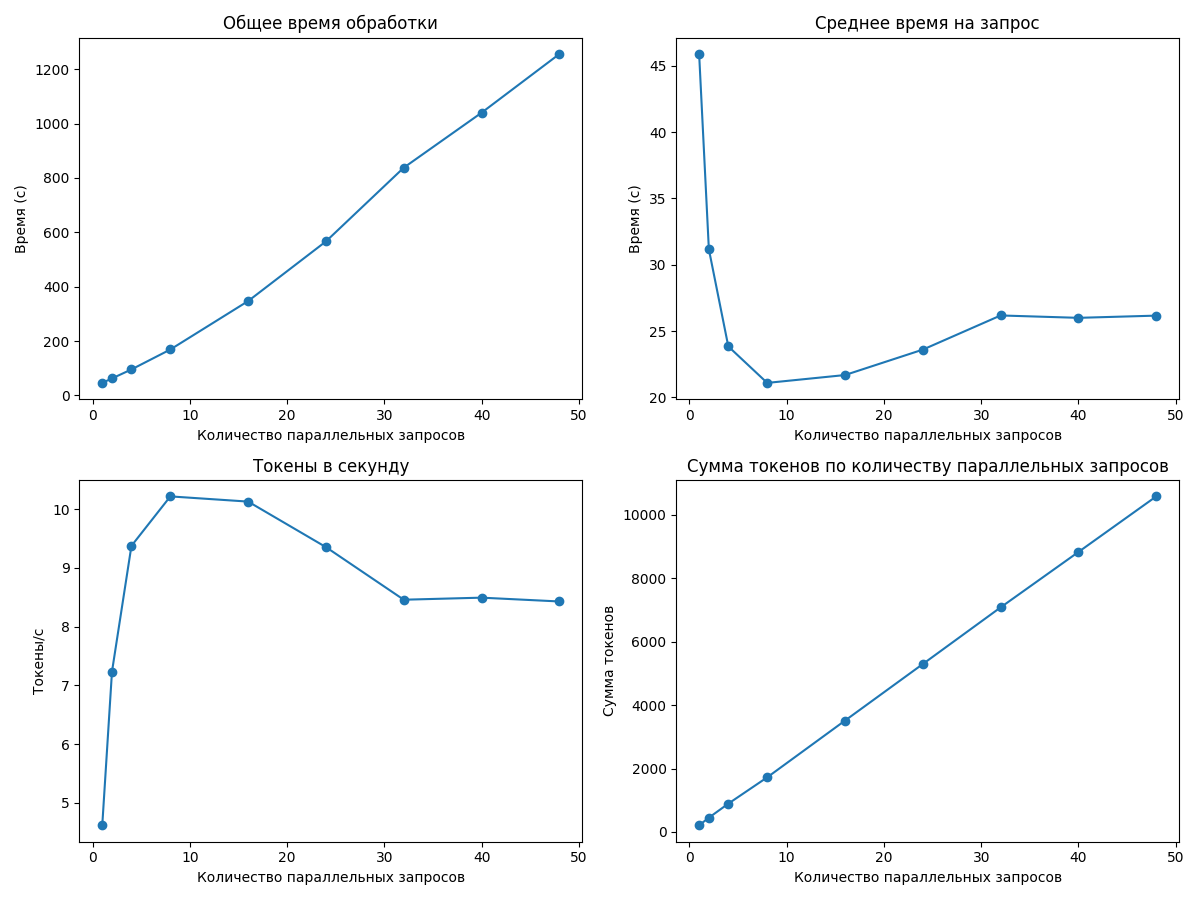 Общее время обработки
Время (с)
1200
1000
800
600
400
200
0
0 10 20 30 40 50
Количество параллельных запросов
Среднее время на запрос
Время (с)
45
40
35
30
25
20
0 10 20 30 40 50
Количество параллельных запросов
Токены в секунду
Токены/с
10
9
8
7
6
5
0 10 20 30 40 50
Количество параллельных запросов
Сумма токенов по количеству параллельных запросов
Сумма токенов
10000
8000
6000
4000
2000
0
0 10 20 30 40 50
Количество параллельных запросов